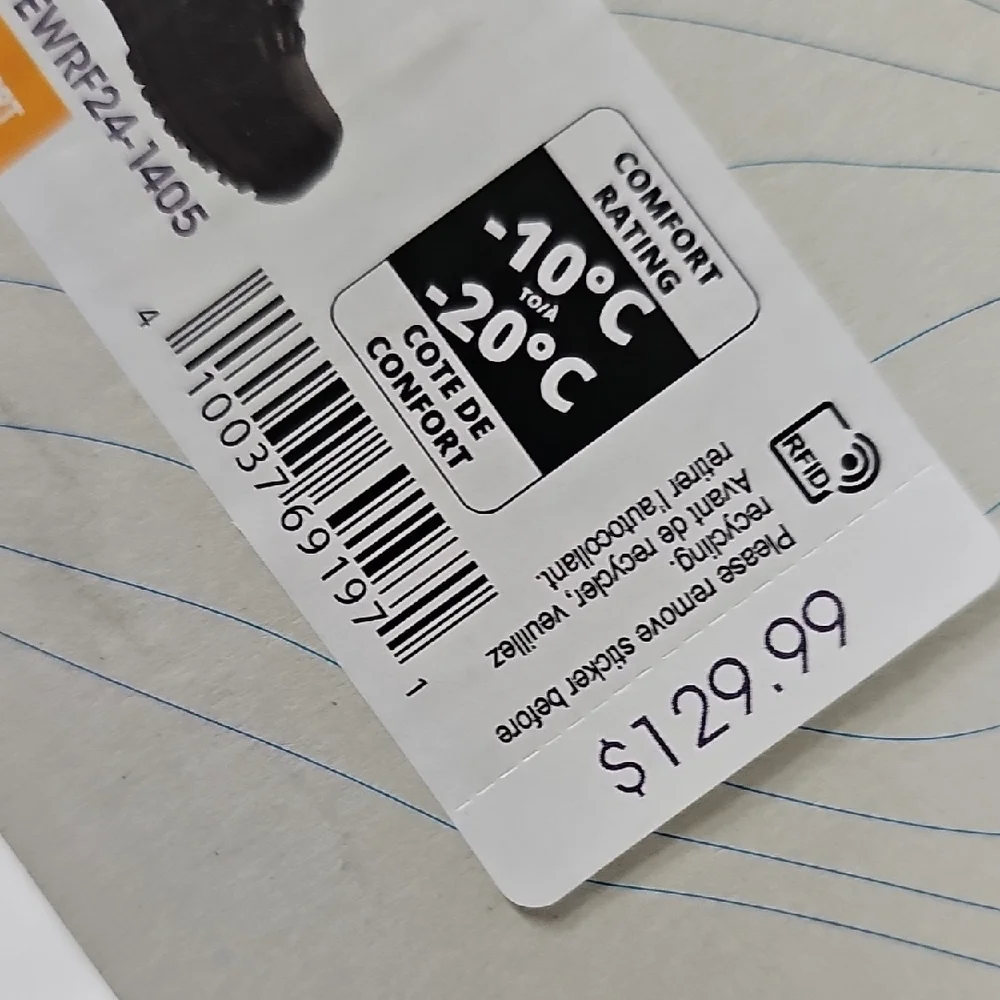 EWRF24-1405
COMFORT
RATING
-10°C
TO/À
-20°C
COTE DE
CONFORT
4 10037 69197 1
RFID
Please remove sticker before
recycling.
Avant de recycler, veuillez
retirer l'autocollant.
$129.99